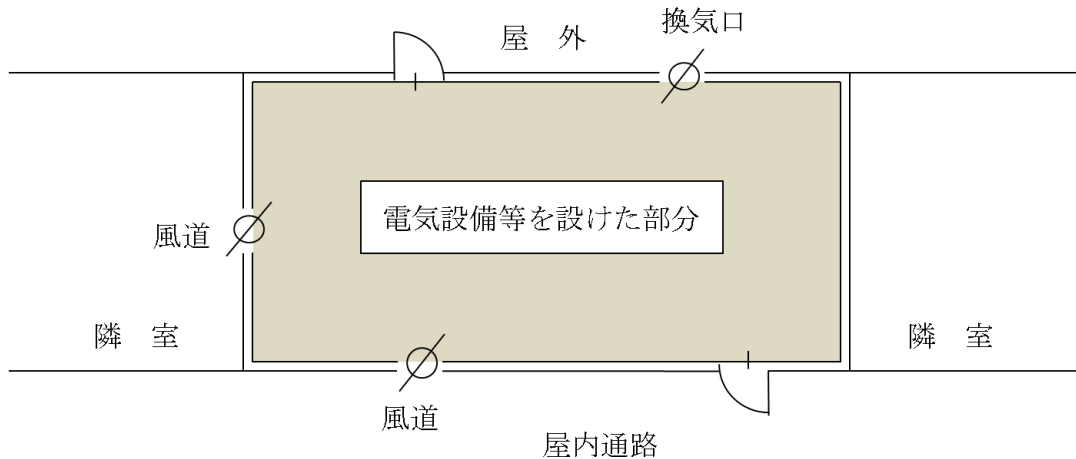 換気口
屋 外
電気設備等を設けた部分
風道
隣 室
隣 室
風道
屋内通路